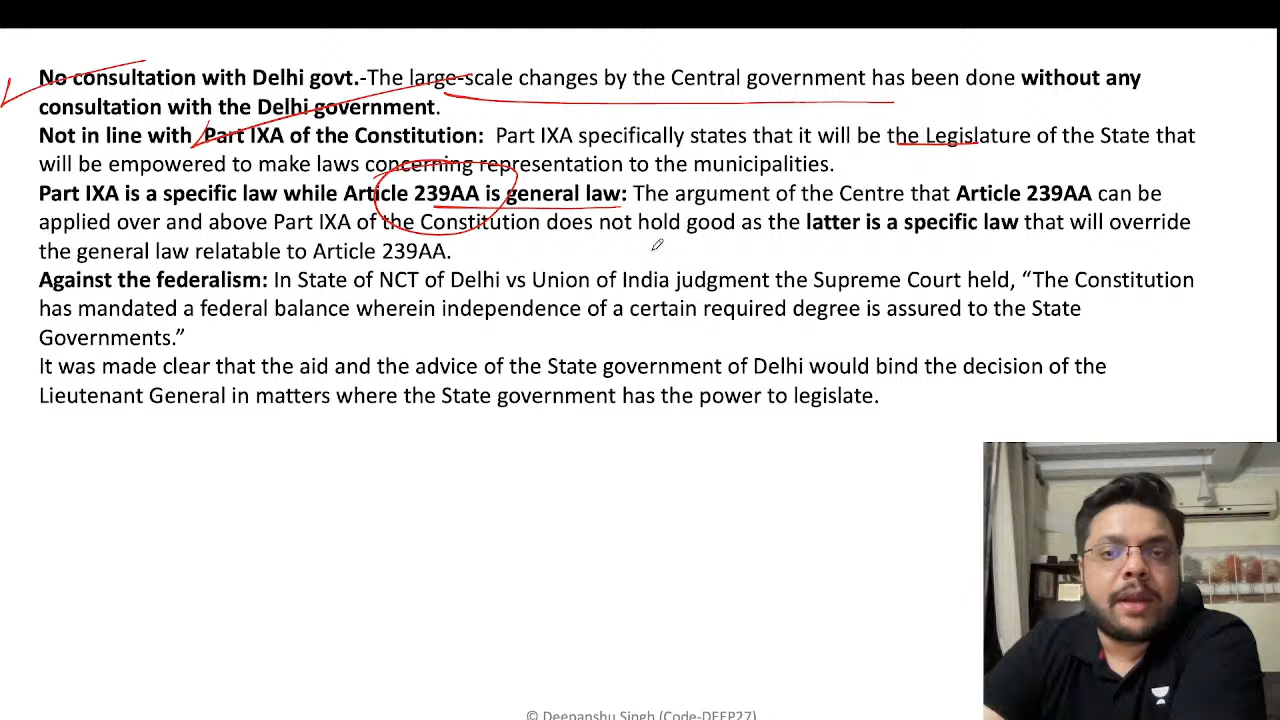 No consultation with Delhi govt.-The large-scale changes by the Central government has been done without any
consultation with the Delhi government.
Not in line with Part IXA of the Constitution: Part IXA specifically states that it will be the Legislature of the State that
will be empowered to make laws concerning representation to the municipalities.
Part IXA is a specific law while Article 239AA is general law: The argument of the Centre that Article 239AA can be
applied over and above Part IXA of the Constitution does not hold good as the latter is a specific law that will override
the general law relatable to Article 239AA.
Against the federalism: In State of NCT of Delhi vs Union of India judgment the Supreme Court held, “The Constitution
has mandated a federal balance wherein independence of a certain required degree is assured to the State
Governments.”
It was made clear that the aid and the advice of the State government of Delhi would bind the decision of the
Lieutenant General in matters where the State government has the power to legislate.
© Deepanshu Singh (Code-DEEP27)